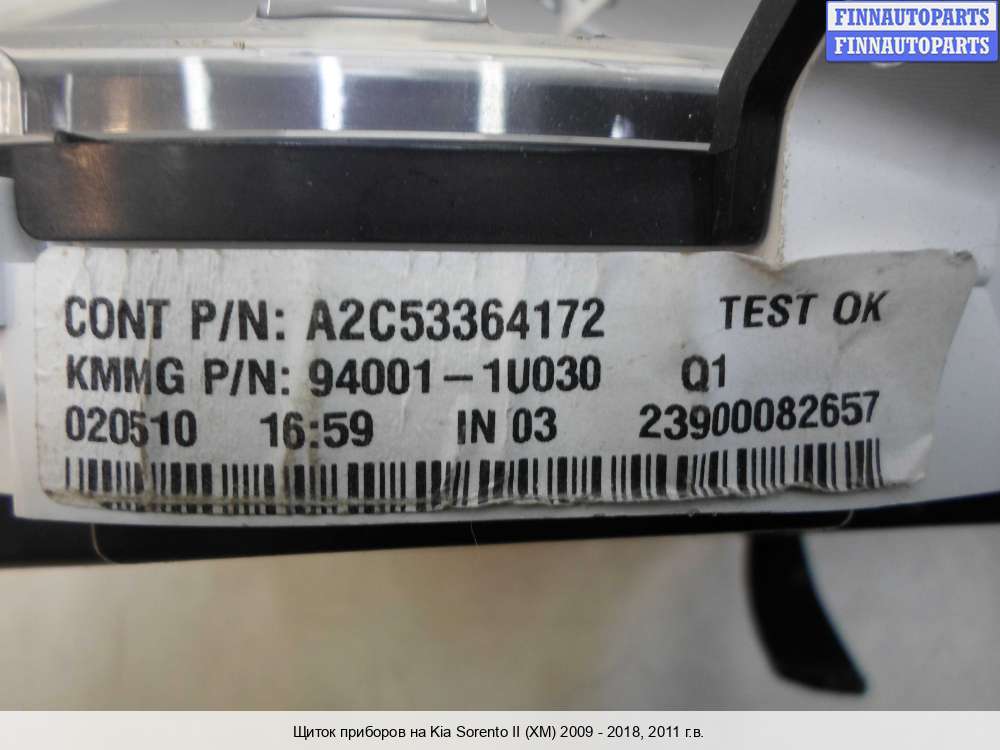 FINNAUTOPARTS
FINNAUTOPARTS
CONT P/N: A2C53364172 TEST OK
KMMG P/N: 94001-1U030 Q1
020510 16:59 IN 03 23900082657
Щиток приборов на Kia Sorento II (XM) 2009 - 2018, 2011 г.в.